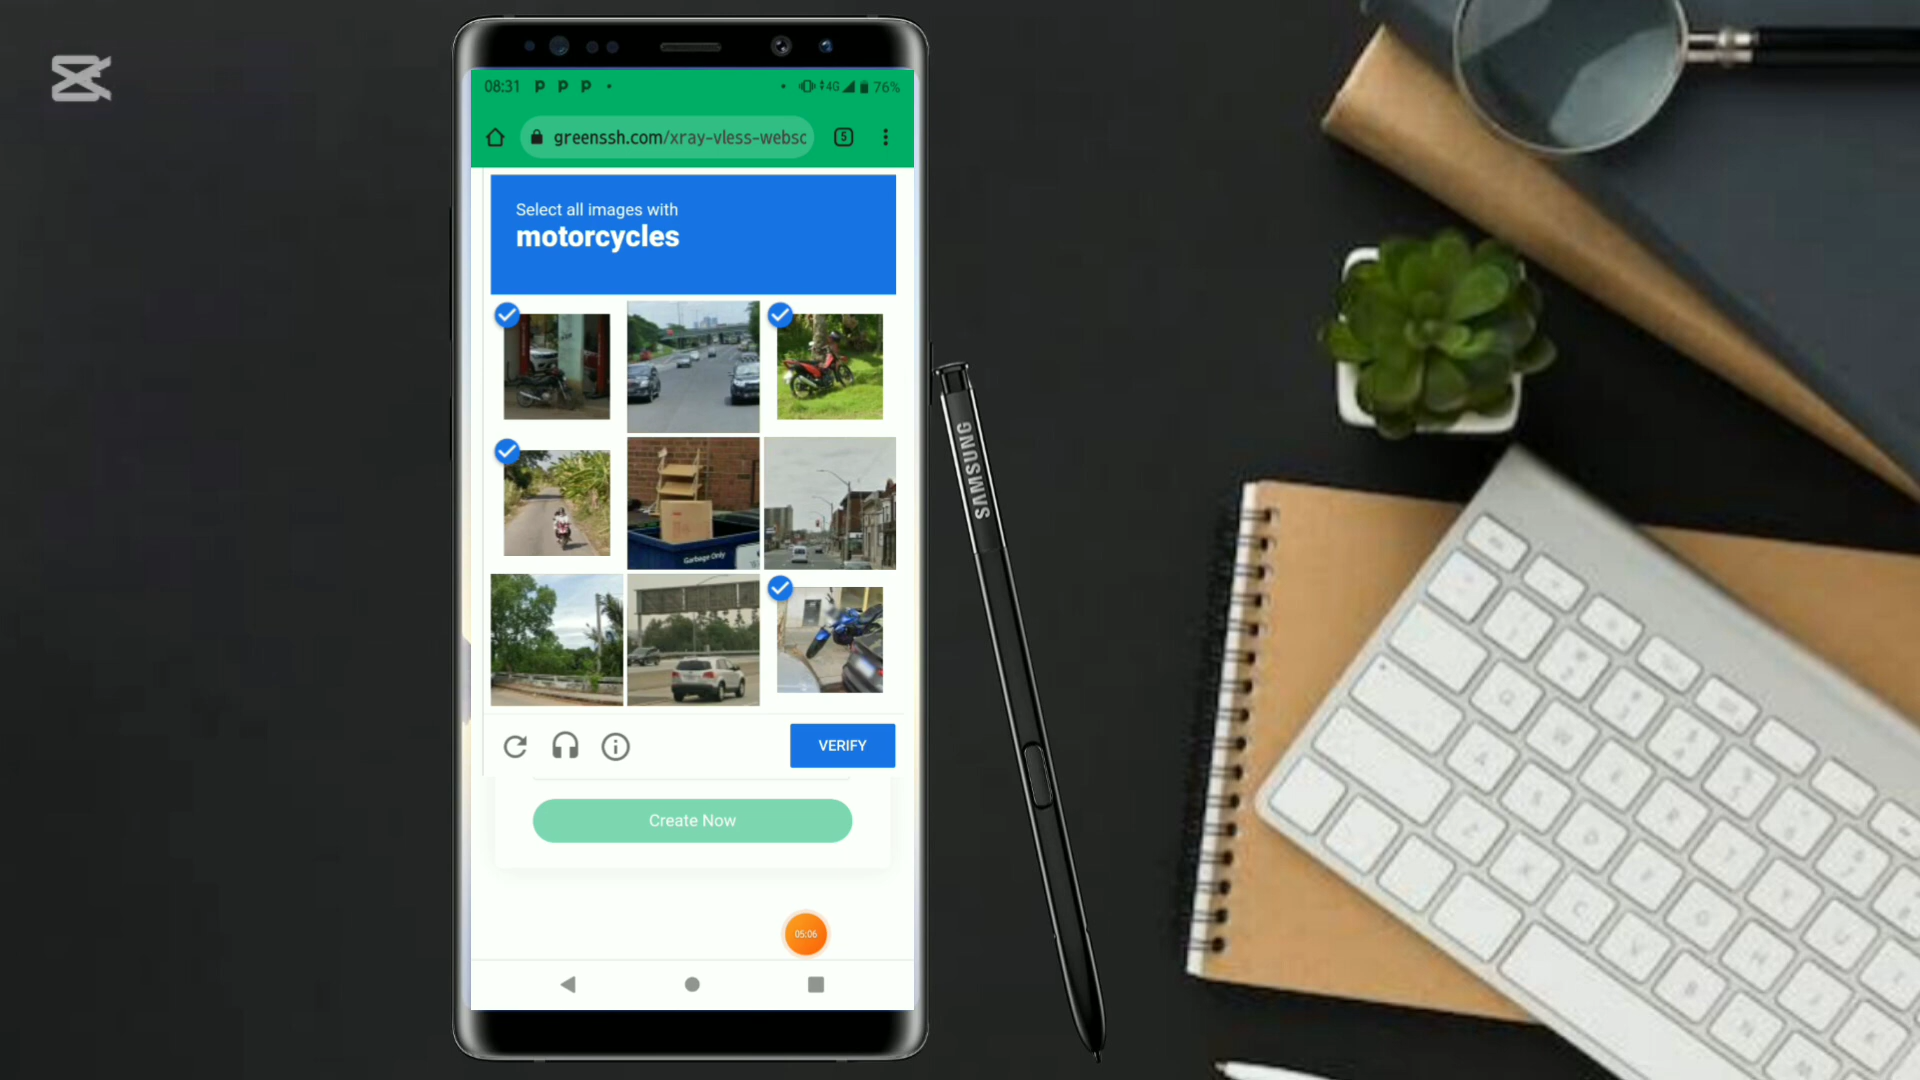 08:31 P P P
4G 76%
greenssh.com/xray-vless-websc
5
Select all images with
motorcycles
Garbage Only
VERIFY
Create Now
05:06
SAMSUNG